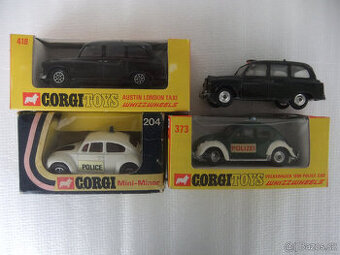 418
CORGI TOYS
AUSTIN LONDON TAXI
WHIZZWHEELS
204
POLICE
CORGI
Mini-Minor
373
POLIZEI
CORGI TOYS
VOLKSWAGEN 1200 POLICE CAR
WHIZZWHEELS